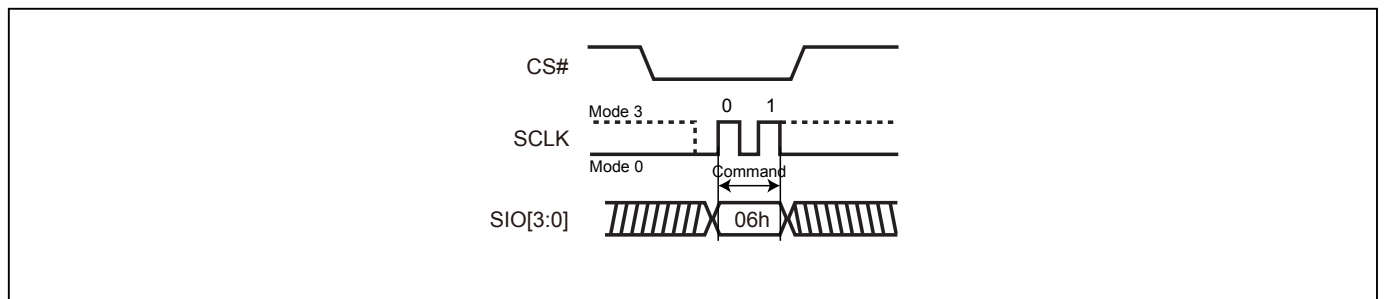 CS#
Mode 3
0 1
SCLK
Mode 0
Command
SIO[3:0]
06h